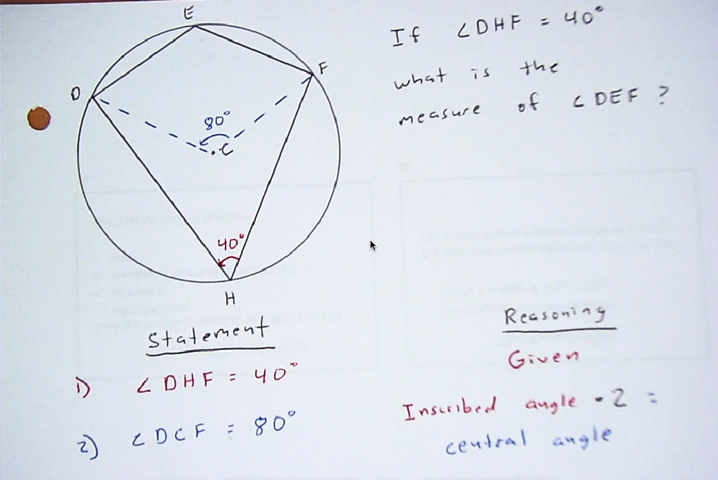 E
F
D
80°
C
40°
H
If ∠DHF = 40°
what is the
measure of ∠DEF ?
Statement
1) ∠DHF = 40°
2) ∠DCF = 80°
Reasoning
Given
Inscribed angle • 2 =
central angle